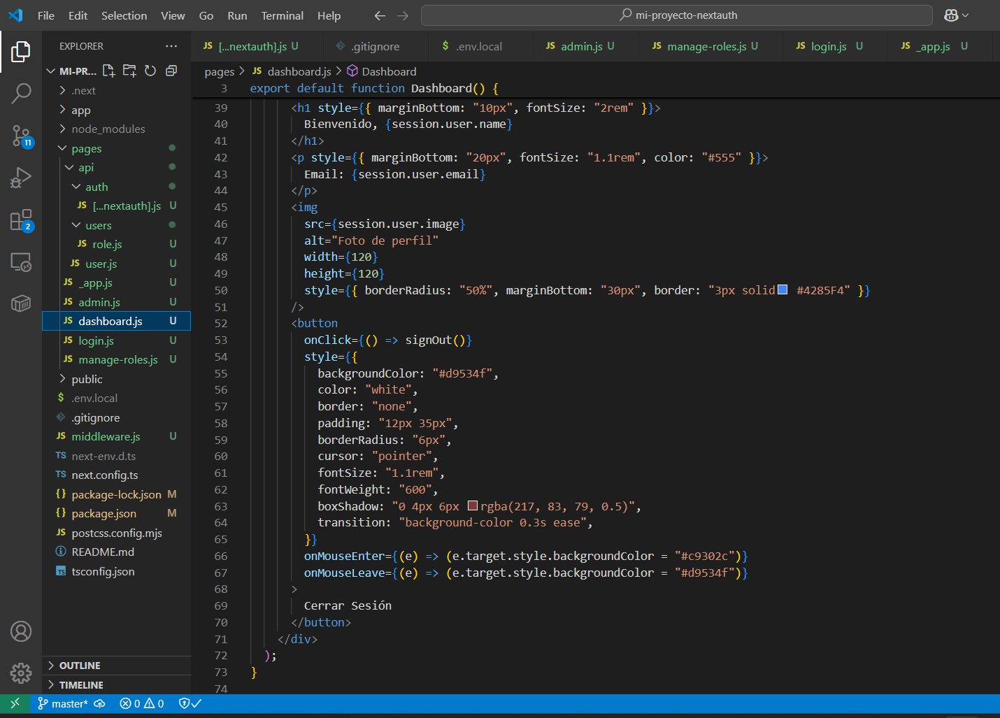 File Edit Selection View Go Run Terminal Help
mi-proyecto-nextauth
EXPLORER
MI-PR...
.next
app
node_modules
pages
api
auth
JS [...nextauth].js U
users
JS role.js U
JS user.js U
JS _app.js U
JS admin.js U
JS dashboard.js U
JS login.js U
JS manage-roles.js U
public
$ .env.local
.gitignore
JS middleware.js U
TS next-env.d.ts
TS next.config.ts
{} package-lock.json M
{} package.json M
JS postcss.config.mjs
README.md
TS tsconfig.json
OUTLINE
TIMELINE
11
2
JS [...nextauth].js U
.gitignore
$ .env.local
JS admin.js U
JS manage-roles.js U
JS login.js U
JS _app.js U
pages > JS dashboard.js > Dashboard
3 export default function Dashboard() {
39 <h1 style={{ marginBottom: "10px", fontSize: "2rem" }}>
40 Bienvenido, {session.user.name}
41 </h1>
42 <p style={{ marginBottom: "20px", fontSize: "1.1rem", color: "#555" }}>
43 Email: {session.user.email}
44 </p>
45 <img
46 src={session.user.image}
47 alt="Foto de perfil"
48 width={120}
49 height={120}
50 style={{ borderRadius: "50%", marginBottom: "30px", border: "3px solid #4285F4" }}
51 />
52 <button
53 onClick={() => signOut()}
54 style={{
55 backgroundColor: "#d9534f",
56 color: "white",
57 border: "none",
58 padding: "12px 35px",
59 borderRadius: "6px",
60 cursor: "pointer",
61 fontSize: "1.1rem",
62 fontWeight: "600",
63 boxShadow: "0 4px 6px rgba(217, 83, 79, 0.5)",
64 transition: "background-color 0.3s ease",
65 }}
66 onMouseEnter={(e) => (e.target.style.backgroundColor = "#c9302c")}
67 onMouseLeave={(e) => (e.target.style.backgroundColor = "#d9534f")}
68 >
69 Cerrar Sesión
70 </button>
71 </div>
72 );
73 }
74
master* 0 0